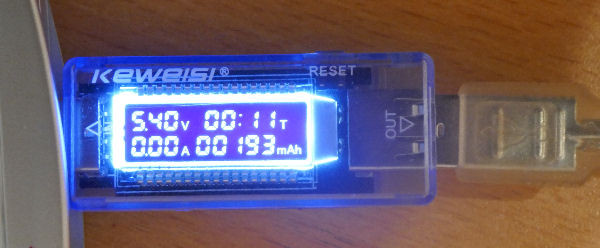 KEWEISI® RESET
5.40V 00:11T
0.00A 00193mAh
OUT